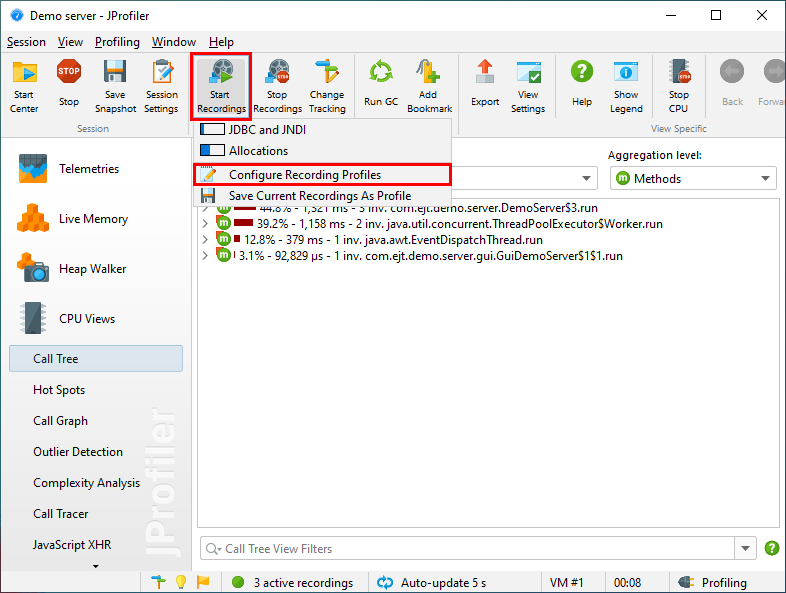 Demo server - JProfiler
Session View Profiling Window Help
Start Center
Stop
Save Snapshot
Session Settings
Start Recordings
Stop Recordings
Change Tracking
Run GC
Add Bookmark
Export
View Settings
Help
Show Legend
Stop CPU
Back
Forwa
Session
View Specific
JDBC and JNDI
Allocations
Configure Recording Profiles
Save Current Recordings As Profile
Aggregation level:
Methods
Telemetries
Live Memory
Heap Walker
CPU Views
Call Tree
Hot Spots
Call Graph
Outlier Detection
Complexity Analysis
Call Tracer
JavaScript XHR
JProfiler
44.8% - 1,321 ms - 3 inv. com.ejt.demo.server.DemoServer$3.run
39.2% - 1,158 ms - 2 inv. java.util.concurrent.ThreadPoolExecutor$Worker.run
12.8% - 379 ms - 1 inv. java.awt.EventDispatchThread.run
3.1% - 92,829 µs - 1 inv. com.ejt.demo.server.gui.GuiDemoServer$1$1.run
Call Tree View Filters
3 active recordings
Auto-update 5 s
VM #1
00:08
Profiling